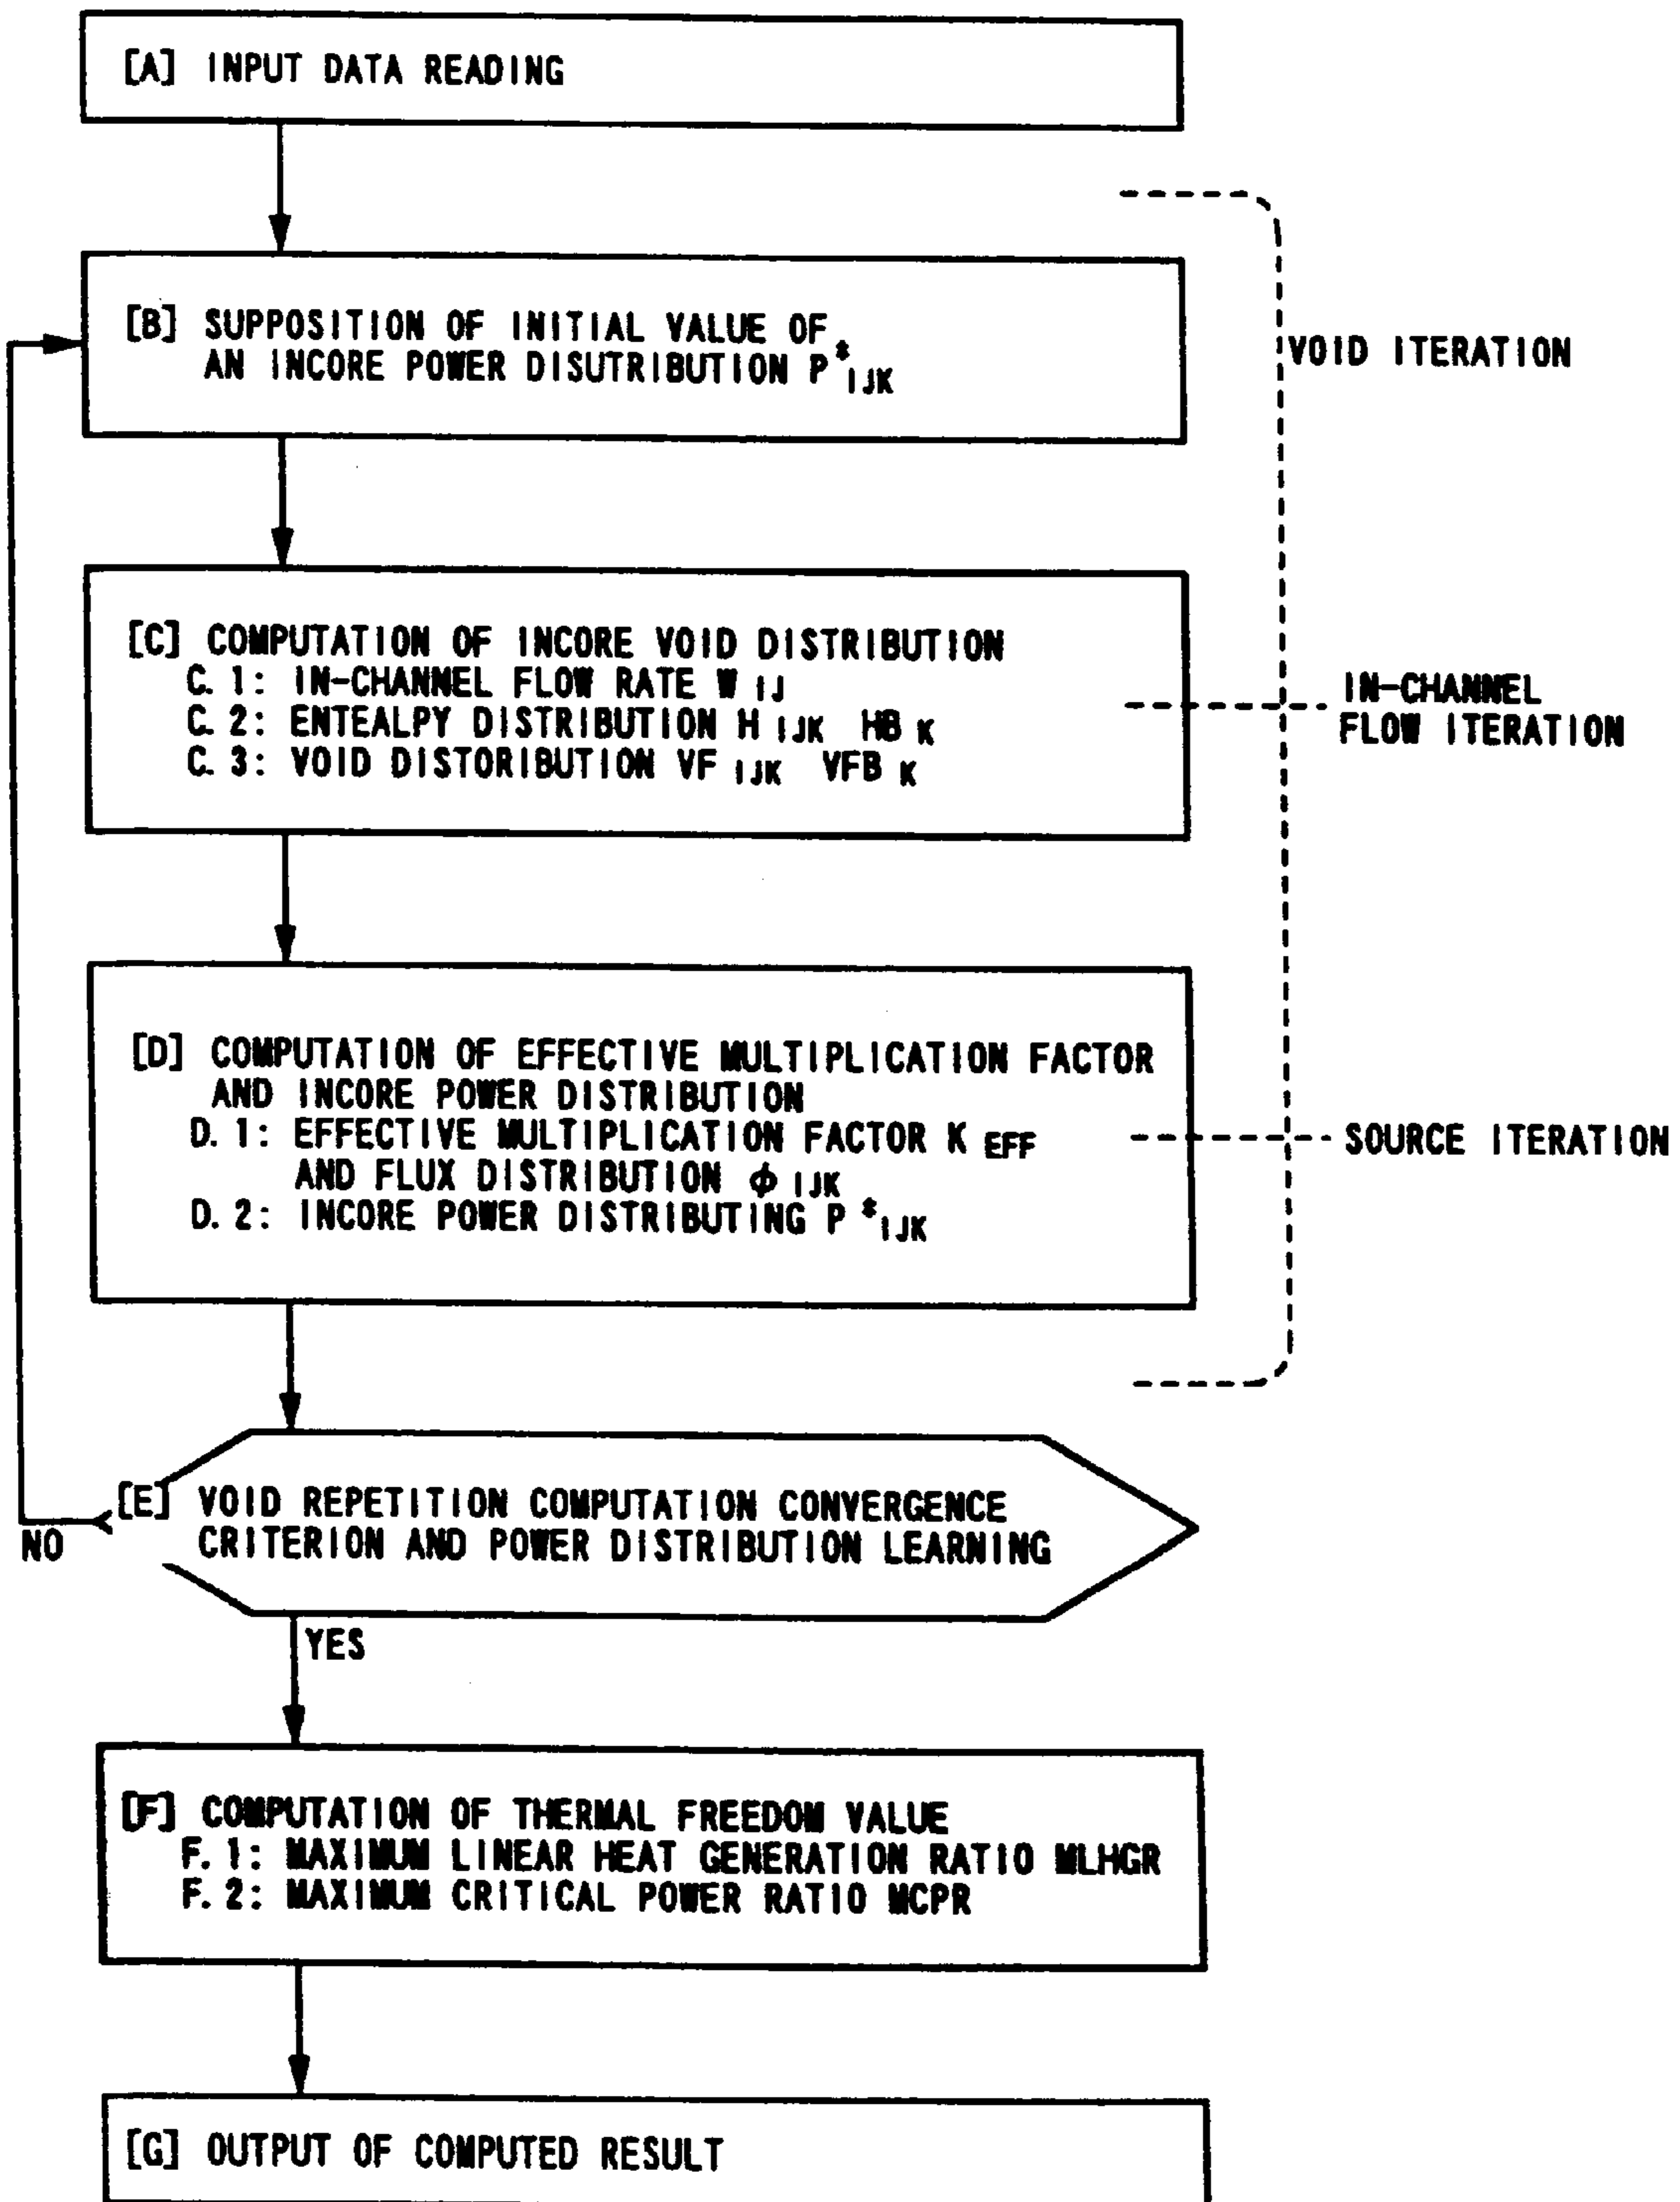 [A] INPUT DATA READING
[B] SUPPOSITION OF INITIAL VALUE OF
AN INCORE POWER DISUTRIBUTION P*IJK
VOID ITERATION
[C] COMPUTATION OF INCORE VOID DISTRIBUTION
C.1: IN-CHANNEL FLOW RATE W IJ
C.2: ENTEALPY DISTRIBUTION H IJK HB K
C.3: VOID DISTORIBUTION VF IJK VFB K
IN-CHANNEL
FLOW ITERATION
[D] COMPUTATION OF EFFECTIVE MULTIPLICATION FACTOR
AND INCORE POWER DISTRIBUTION
D.1: EFFECTIVE MULTIPLICATION FACTOR K EFF
AND FLUX DISTRIBUTION ϕ IJK
D.2: INCORE POWER DISTRIBUTING P *IJK
SOURCE ITERATION
[E] VOID REPETITION COMPUTATION CONVERGENCE
CRITERION AND POWER DISTRIBUTION LEARNING
NO
YES
[F] COMPUTATION OF THERMAL FREEDOM VALUE
F.1: MAXIMUM LINEAR HEAT GENERATION RATIO MLHGR
F.2: MAXIMUM CRITICAL POWER RATIO MCPR
[G] OUTPUT OF COMPUTED RESULT